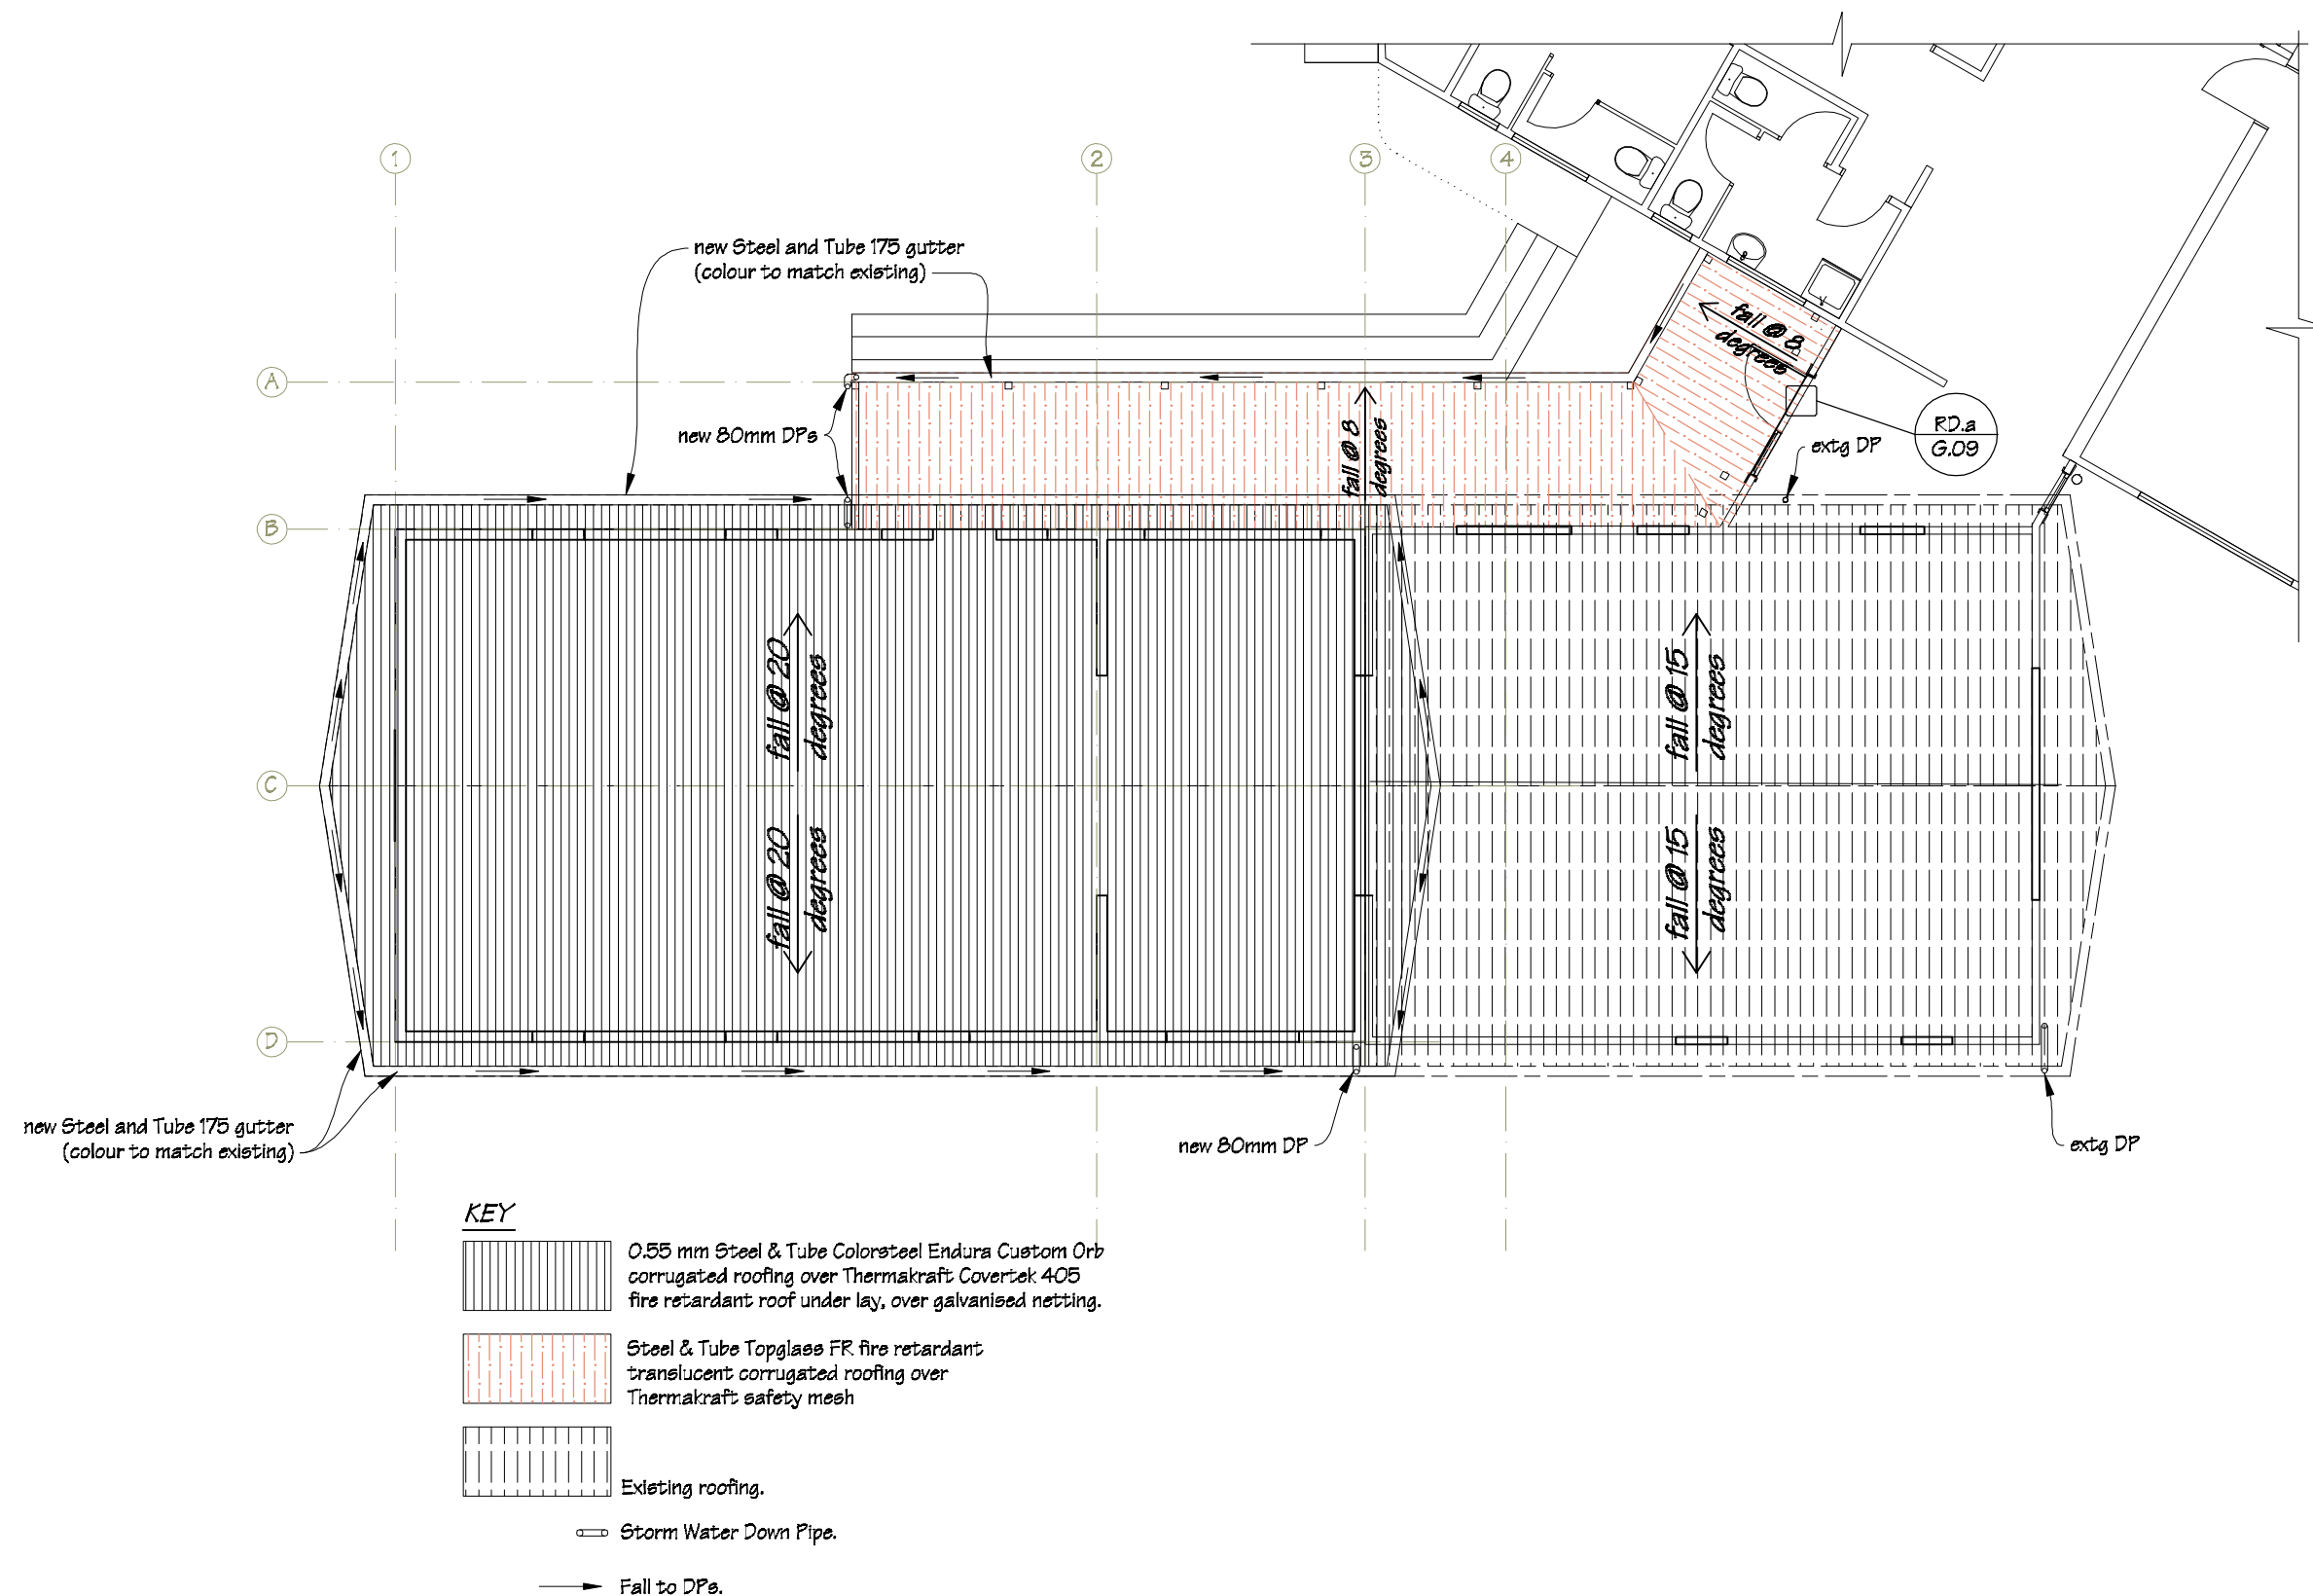 1
2
3
4
new Steel and Tube 175 gutter
(colour to match existing)
fall @ 8
degrees
A
new 80mm DPs
fall @ 8
degrees
RD.a
G.09
extg DP
B
fall @ 20
degrees
fall @ 15
degrees
C
fall @ 20
degrees
fall @ 15
degrees
D
new Steel and Tube 175 gutter
(colour to match existing)
new 80mm DP
extg DP
KEY
0.55 mm Steel & Tube Colorsteel Endura Custom Orb
corrugated roofing over Thermakraft Covertek 405
fire retardant roof under lay, over galvanised netting.
Steel & Tube Topglass FR fire retardant
translucent corrugated roofing over
Thermakraft safety mesh
Existing roofing.
Storm Water Down Pipe.
Fall to DPs.